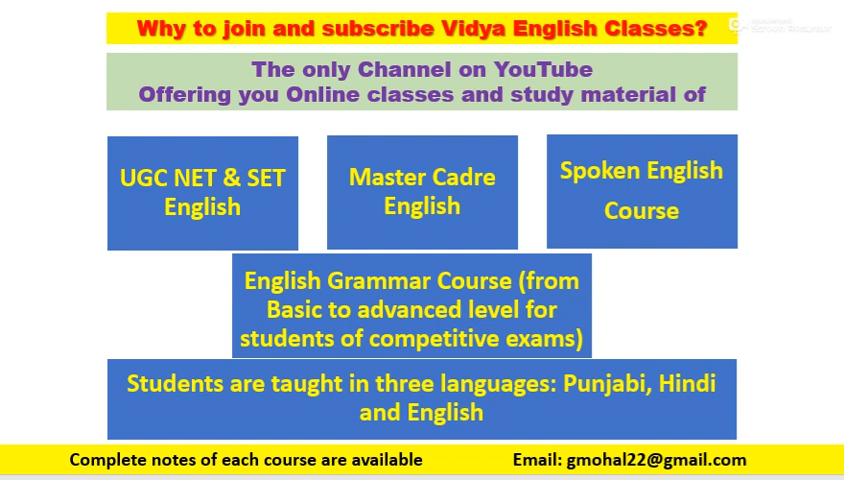 Why to join and subscribe Vidya English Classes?
The only Channel on YouTube
Offering you Online classes and study material of
UGC NET & SET
English
Master Cadre
English
Spoken English
Course
English Grammar Course (from
Basic to advanced level for
students of competitive exams)
Students are taught in three languages: Punjabi, Hindi
and English
Complete notes of each course are available
Email: gmohal22@gmail.com